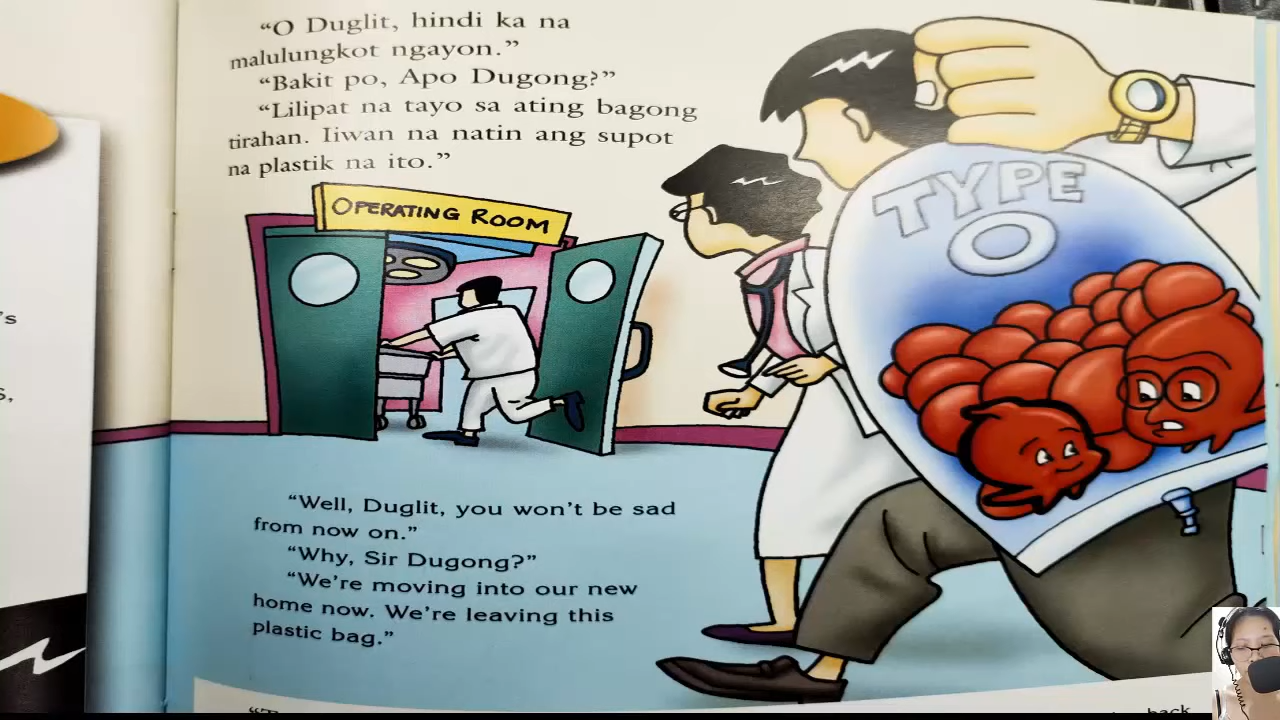 “O Duglit, hindi ka na
malulungkot ngayon.”
“Bakit po, Apo Dugong?”
“Lilipat na tayo sa ating bagong
tirahan. Iiwan na natin ang supot
na plastik na ito.”
OPERATING ROOM
TYPE
O
“Well, Duglit, you won’t be sad
from now on.”
“Why, Sir Dugong?”
“We’re moving into our new
home now. We’re leaving this
plastic bag.”
back